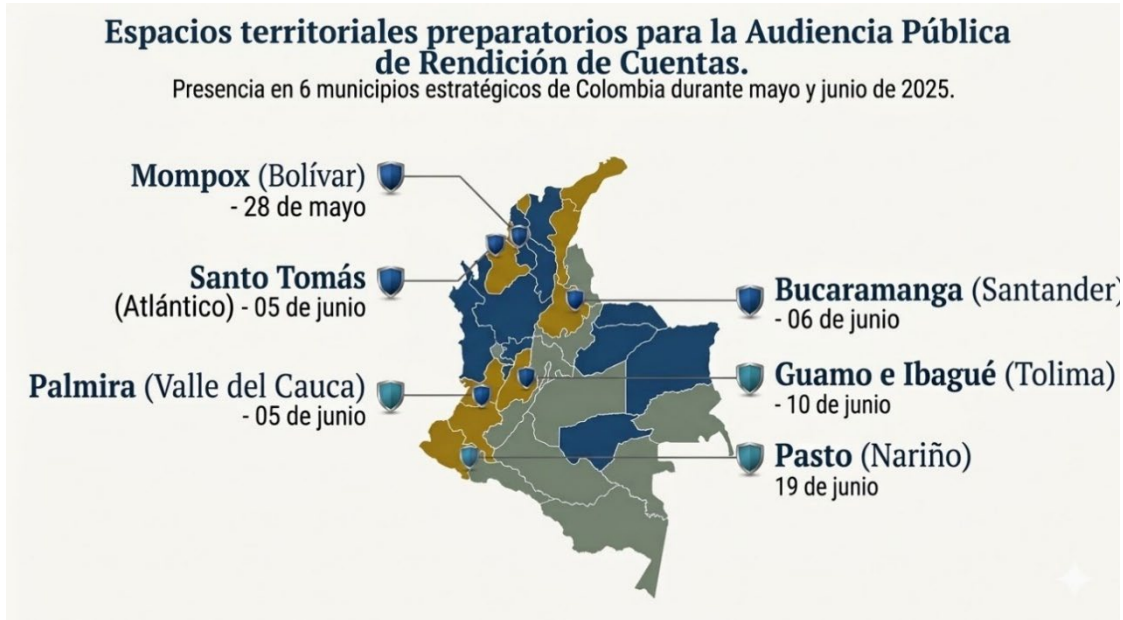 Espacios territoriales preparatorios para la Audiencia Pública
de Rendición de Cuentas.
Presencia en 6 municipios estratégicos de Colombia durante mayo y junio de 2025.
Mompox (Bolívar)
- 28 de mayo
Santo Tomás
(Atlántico) - 05 de junio
Palmira (Valle del Cauca)
- 05 de junio
Bucaramanga (Santander)
- 06 de junio
Guamo e Ibagué (Tolima)
- 10 de junio
Pasto (Nariño)
19 de junio